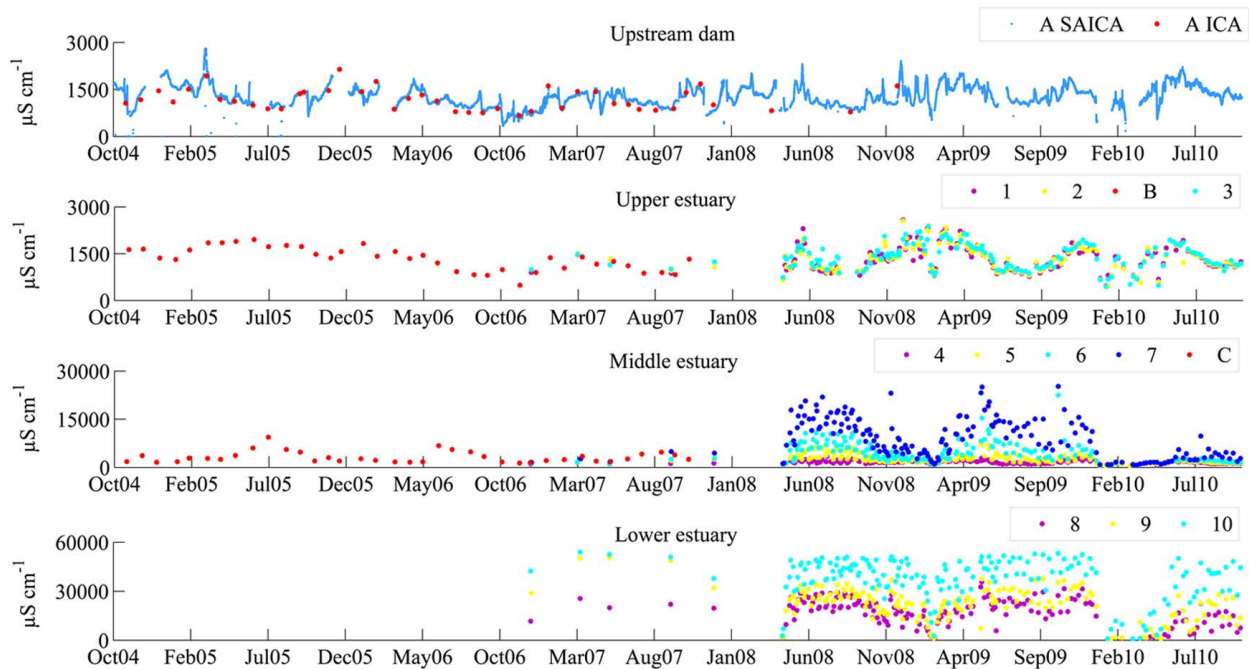 A SAICA A ICA
Upstream dam
µS cm-1
3000
1500
0
Oct04 Feb05 Jul05 Dec05 May06 Oct06 Mar07 Aug07 Jan08 Jun08 Nov08 Apr09 Sep09 Feb10 Jul10
1 2 B 3
Upper estuary
µS cm-1
3000
1500
0
Oct04 Feb05 Jul05 Dec05 May06 Oct06 Mar07 Aug07 Jan08 Jun08 Nov08 Apr09 Sep09 Feb10 Jul10
4 5 6 7 C
Middle estuary
µS cm-1
30000
15000
0
Oct04 Feb05 Jul05 Dec05 May06 Oct06 Mar07 Aug07 Jan08 Jun08 Nov08 Apr09 Sep09 Feb10 Jul10
8 9 10
Lower estuary
µS cm-1
60000
30000
0
Oct04 Feb05 Jul05 Dec05 May06 Oct06 Mar07 Aug07 Jan08 Jun08 Nov08 Apr09 Sep09 Feb10 Jul10